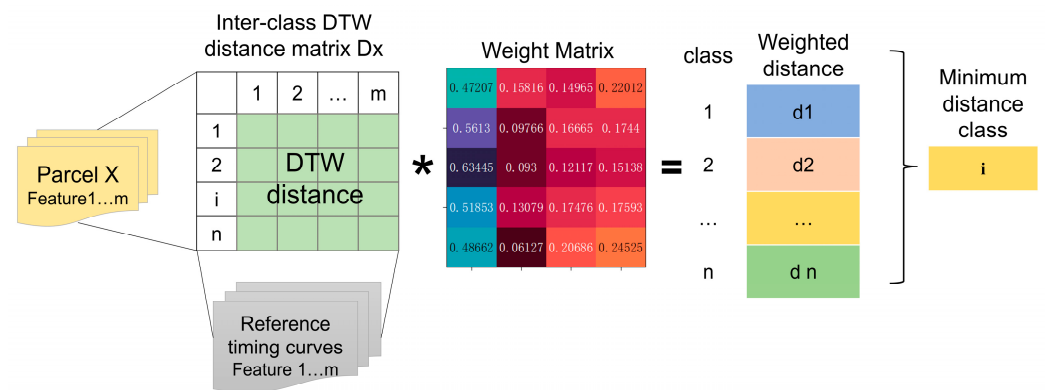 Inter-class DTW
distance matrix Dx
1 2 ... m
1
2
i
n
DTW
distance
Parcel X
Feature1...m
Reference
timing curves
Feature 1...m
*
Weight Matrix
0.47207 0.15816 0.14965 0.22012
0.5613 0.09766 0.16665 0.1744
0.63445 0.093 0.12117 0.15138
0.51853 0.13079 0.17476 0.17593
0.48662 0.06127 0.20686 0.24525
=
class
Weighted
distance
1 d1
2 d2
... ...
n d n
Minimum
distance
class
i